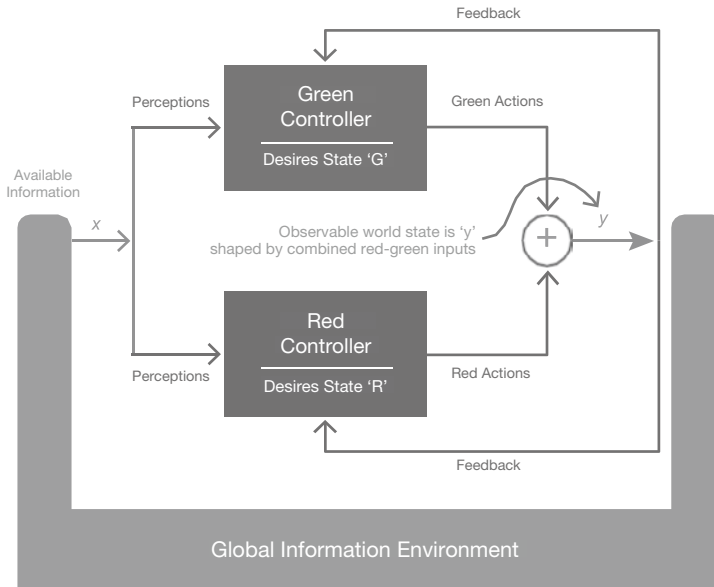 Feedback
Green
Controller
Desires State ‘G’
Perceptions
Green Actions
Available
Information
x
Observable world state is ‘y’
shaped by combined red-green inputs
+
y
Red
Controller
Desires State ‘R’
Perceptions
Red Actions
Feedback
Global Information Environment